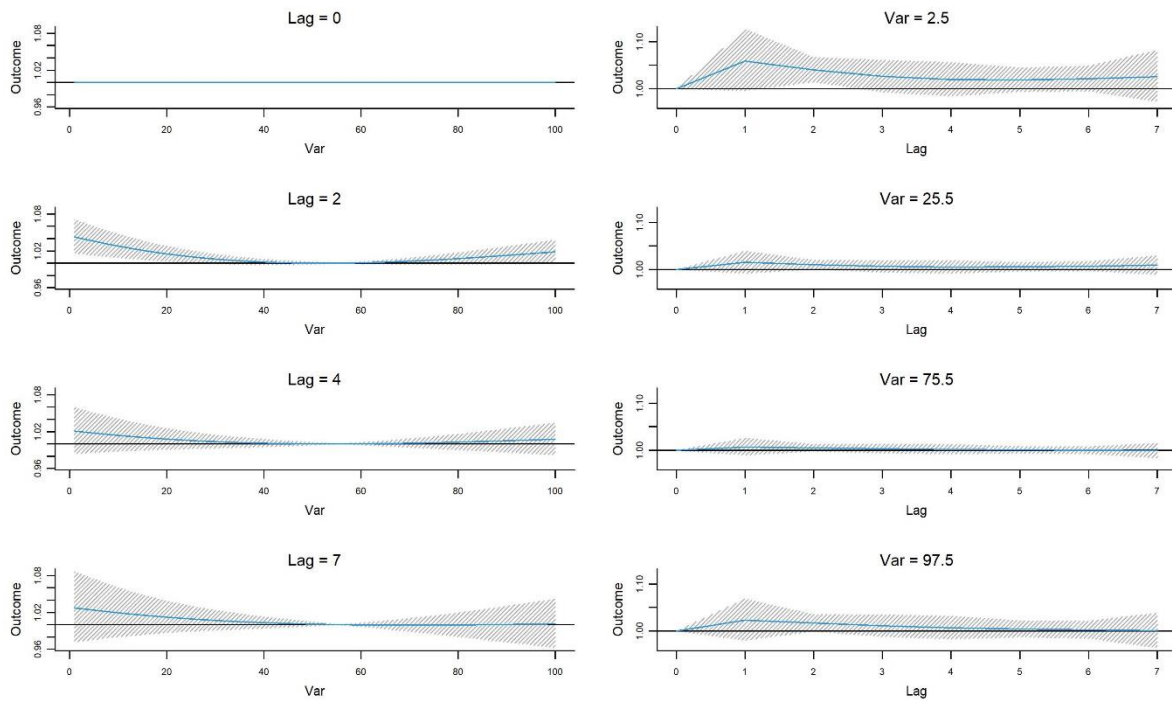 Lag = 0
Outcome
0.96 1.02 1.08
0 20 40 60 80 100
Var
Var = 2.5
Outcome
1.00 1.10
0 1 2 3 4 5 6 7
Lag
Lag = 2
Outcome
0.96 1.02 1.08
0 20 40 60 80 100
Var
Var = 25.5
Outcome
1.00 1.10
0 1 2 3 4 5 6 7
Lag
Lag = 4
Outcome
0.96 1.02 1.08
0 20 40 60 80 100
Var
Var = 75.5
Outcome
1.00 1.10
0 1 2 3 4 5 6 7
Lag
Lag = 7
Outcome
0.96 1.02 1.08
0 20 40 60 80 100
Var
Var = 97.5
Outcome
1.00 1.10
0 1 2 3 4 5 6 7
Lag